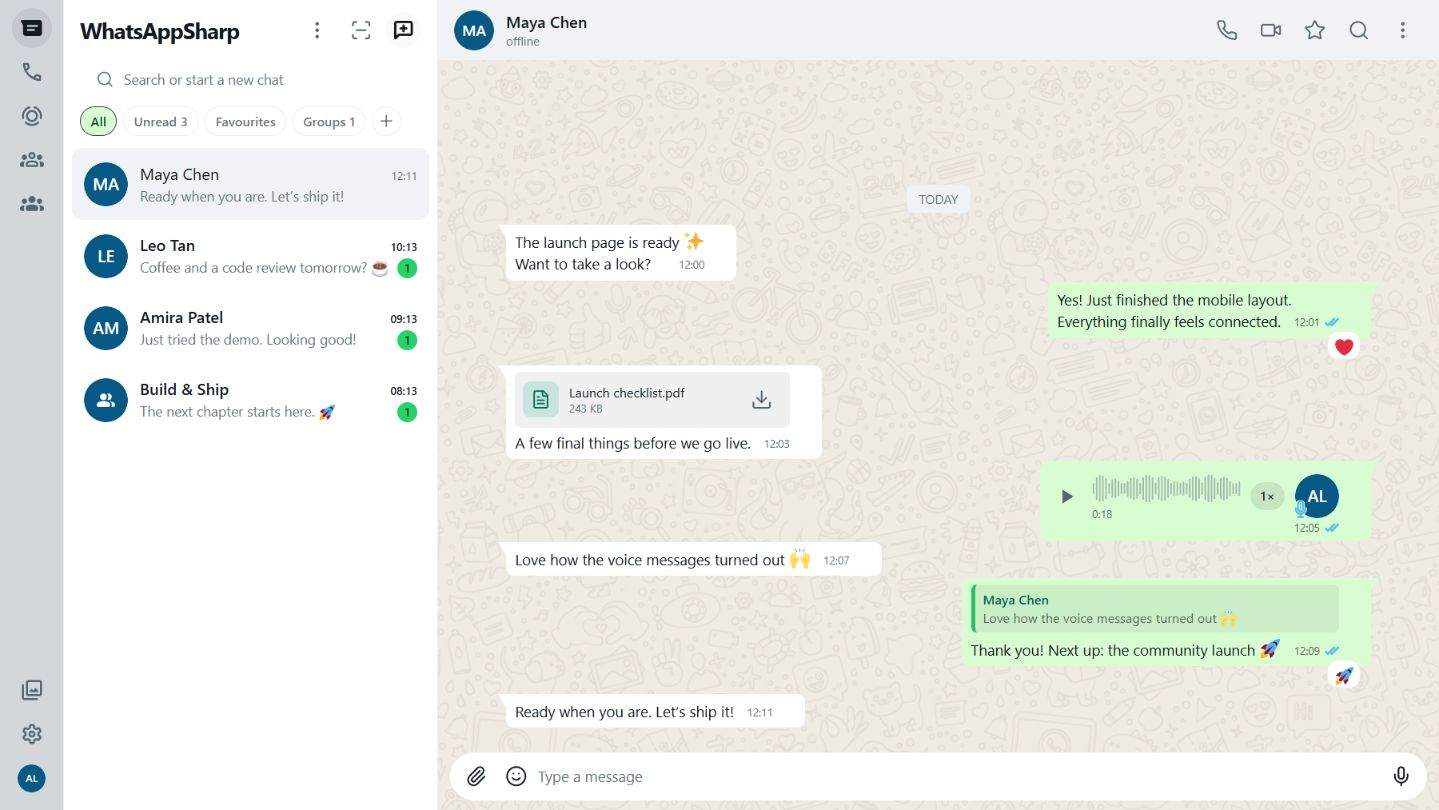 WhatsAppSharp
Search or start a new chat
All
Unread 3
Favourites
Groups 1
MA
Maya Chen
12:11
Ready when you are. Let’s ship it!
LE
Leo Tan
10:13
Coffee and a code review tomorrow? ☕
1
AM
Amira Patel
09:13
Just tried the demo. Looking good!
1
Build & Ship
08:13
The next chapter starts here. 🚀
1
AL
MA
Maya Chen
offline
TODAY
The launch page is ready ✨
Want to take a look? 12:00
Yes! Just finished the mobile layout.
Everything finally feels connected. 12:01
Launch checklist.pdf
243 KB
A few final things before we go live. 12:03
1×
AL
0:18
12:05
Love how the voice messages turned out 🙌 12:07
Maya Chen
Love how the voice messages turned out 🙌
Thank you! Next up: the community launch 🚀 12:09
Ready when you are. Let’s ship it! 12:11
Type a message